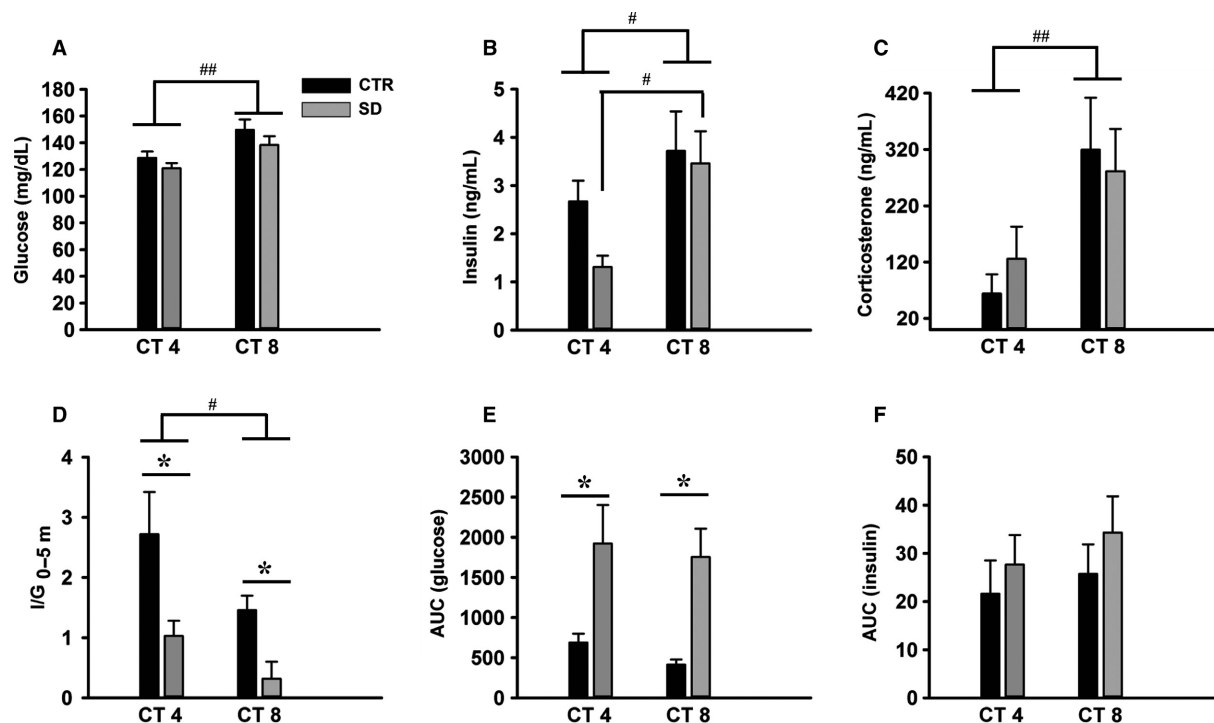 A
##
CTR
SD
Glucose (mg/dL)
180
160
140
120
100
80
60
40
20
0
CT 4
CT 8
B
#
#
Insulin (ng/mL)
5
4
3
2
1
0
CT 4
CT 8
C
##
Corticosterone (ng/mL)
420
320
220
120
20
CT 4
CT 8
D
#
*
*
I/G 0–5 m
4
3
2
1
0
CT 4
CT 8
E
*
*
AUC (glucose)
3000
2500
2000
1500
1000
500
0
CT 4
CT 8
F
AUC (insulin)
50
40
30
20
10
0
CT 4
CT 8